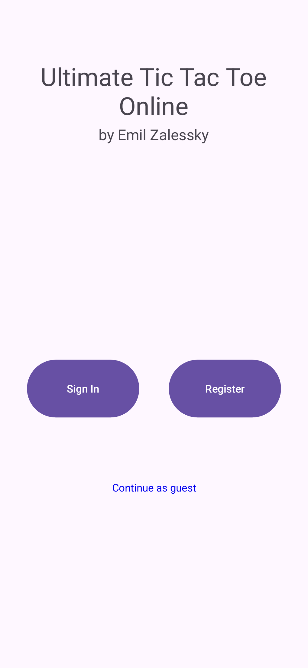 Ultimate Tic Tac Toe
Online
by Emil Zalessky
Sign In
Register
Continue as guest